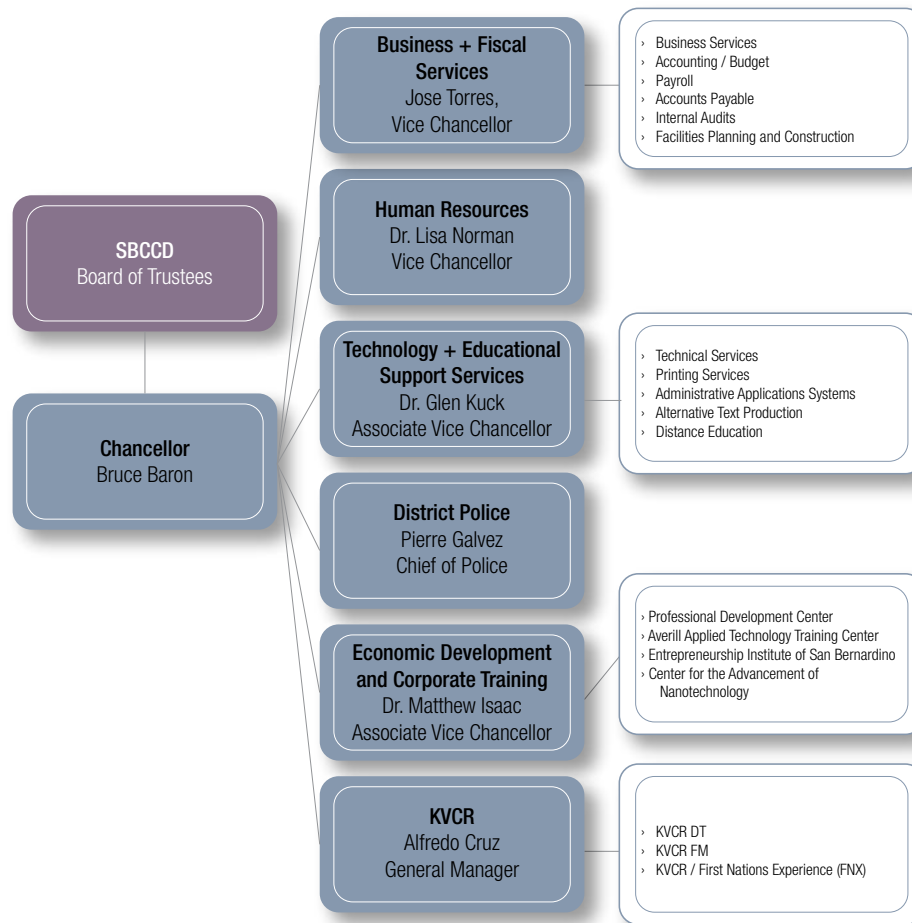 SBCCD
Board of Trustees
Chancellor
Bruce Baron
Business + Fiscal
Services
Jose Torres,
Vice Chancellor
› Business Services
› Accounting / Budget
› Payroll
› Accounts Payable
› Internal Audits
› Facilities Planning and Construction
Human Resources
Dr. Lisa Norman
Vice Chancellor
Technology + Educational
Support Services
Dr. Glen Kuck
Associate Vice Chancellor
› Technical Services
› Printing Services
› Administrative Applications Systems
› Alternative Text Production
› Distance Education
District Police
Pierre Galvez
Chief of Police
Economic Development
and Corporate Training
Dr. Matthew Isaac
Associate Vice Chancellor
› Professional Development Center
› Averill Applied Technology Training Center
› Entrepreneurship Institute of San Bernardino
› Center for the Advancement of
Nanotechnology
KVCR
Alfredo Cruz
General Manager
› KVCR DT
› KVCR FM
› KVCR / First Nations Experience (FNX)